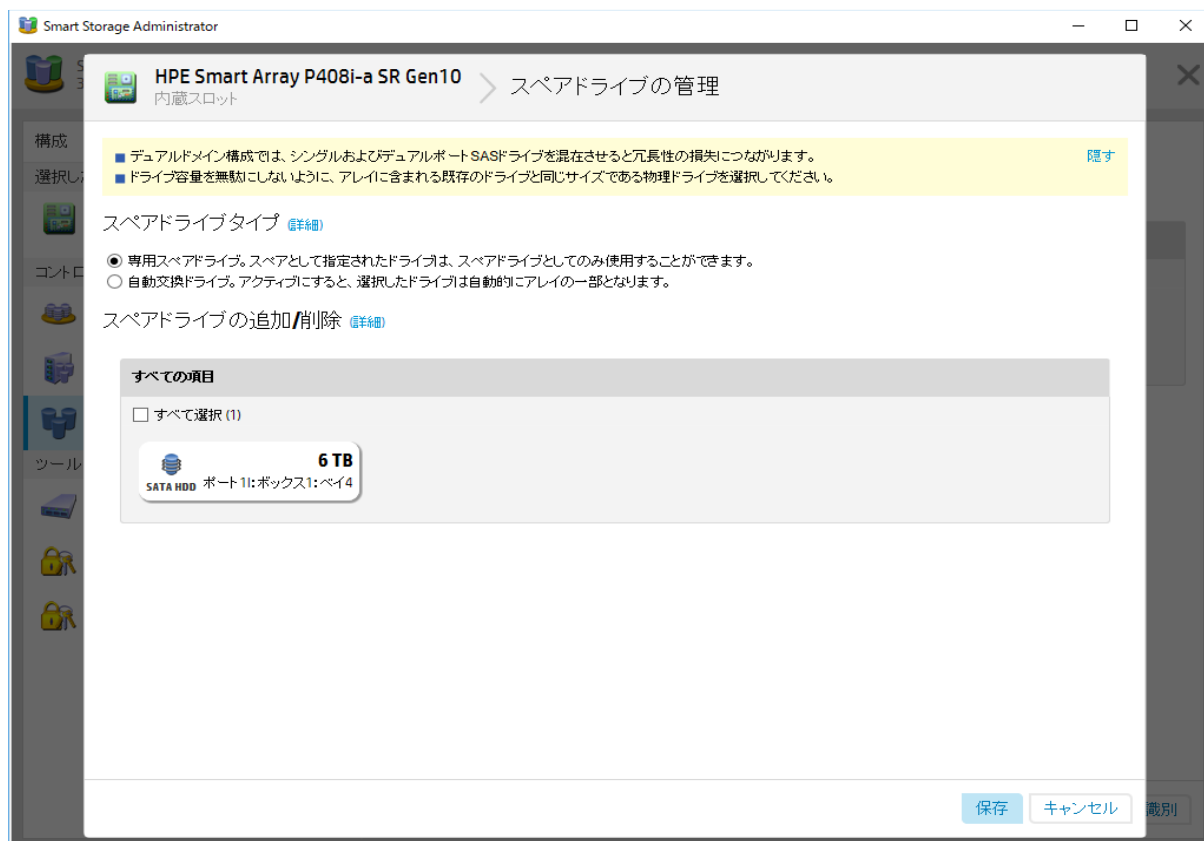 Smart Storage Administrator
HPE Smart Array P408i-a SR Gen10
内蔵スロット
スペアドライブの管理
構成
デュアルドメイン構成では、シングルおよびデュアルポートSASドライブを混在させると冗長性の損失につながります。
隠す
ドライブ容量を無駄にしないように、アレイに含まれる既存のドライブと同じサイズである物理ドライブを選択してください。
選択し
スペアドライブタイプ (詳細)
専用スペアドライブ。スペアとして指定されたドライブは、スペアドライブとしてのみ使用することができます。
コントロ
自動交換ドライブ。アクティブにすると、選択したドライブは自動的にアレイの一部となります。
スペアドライブの追加/削除 (詳細)
すべての項目
すべて選択 (1)
6 TB
SATA HDD ポート1I:ボックス1:ベイ4
ツール
保存
キャンセル
識別